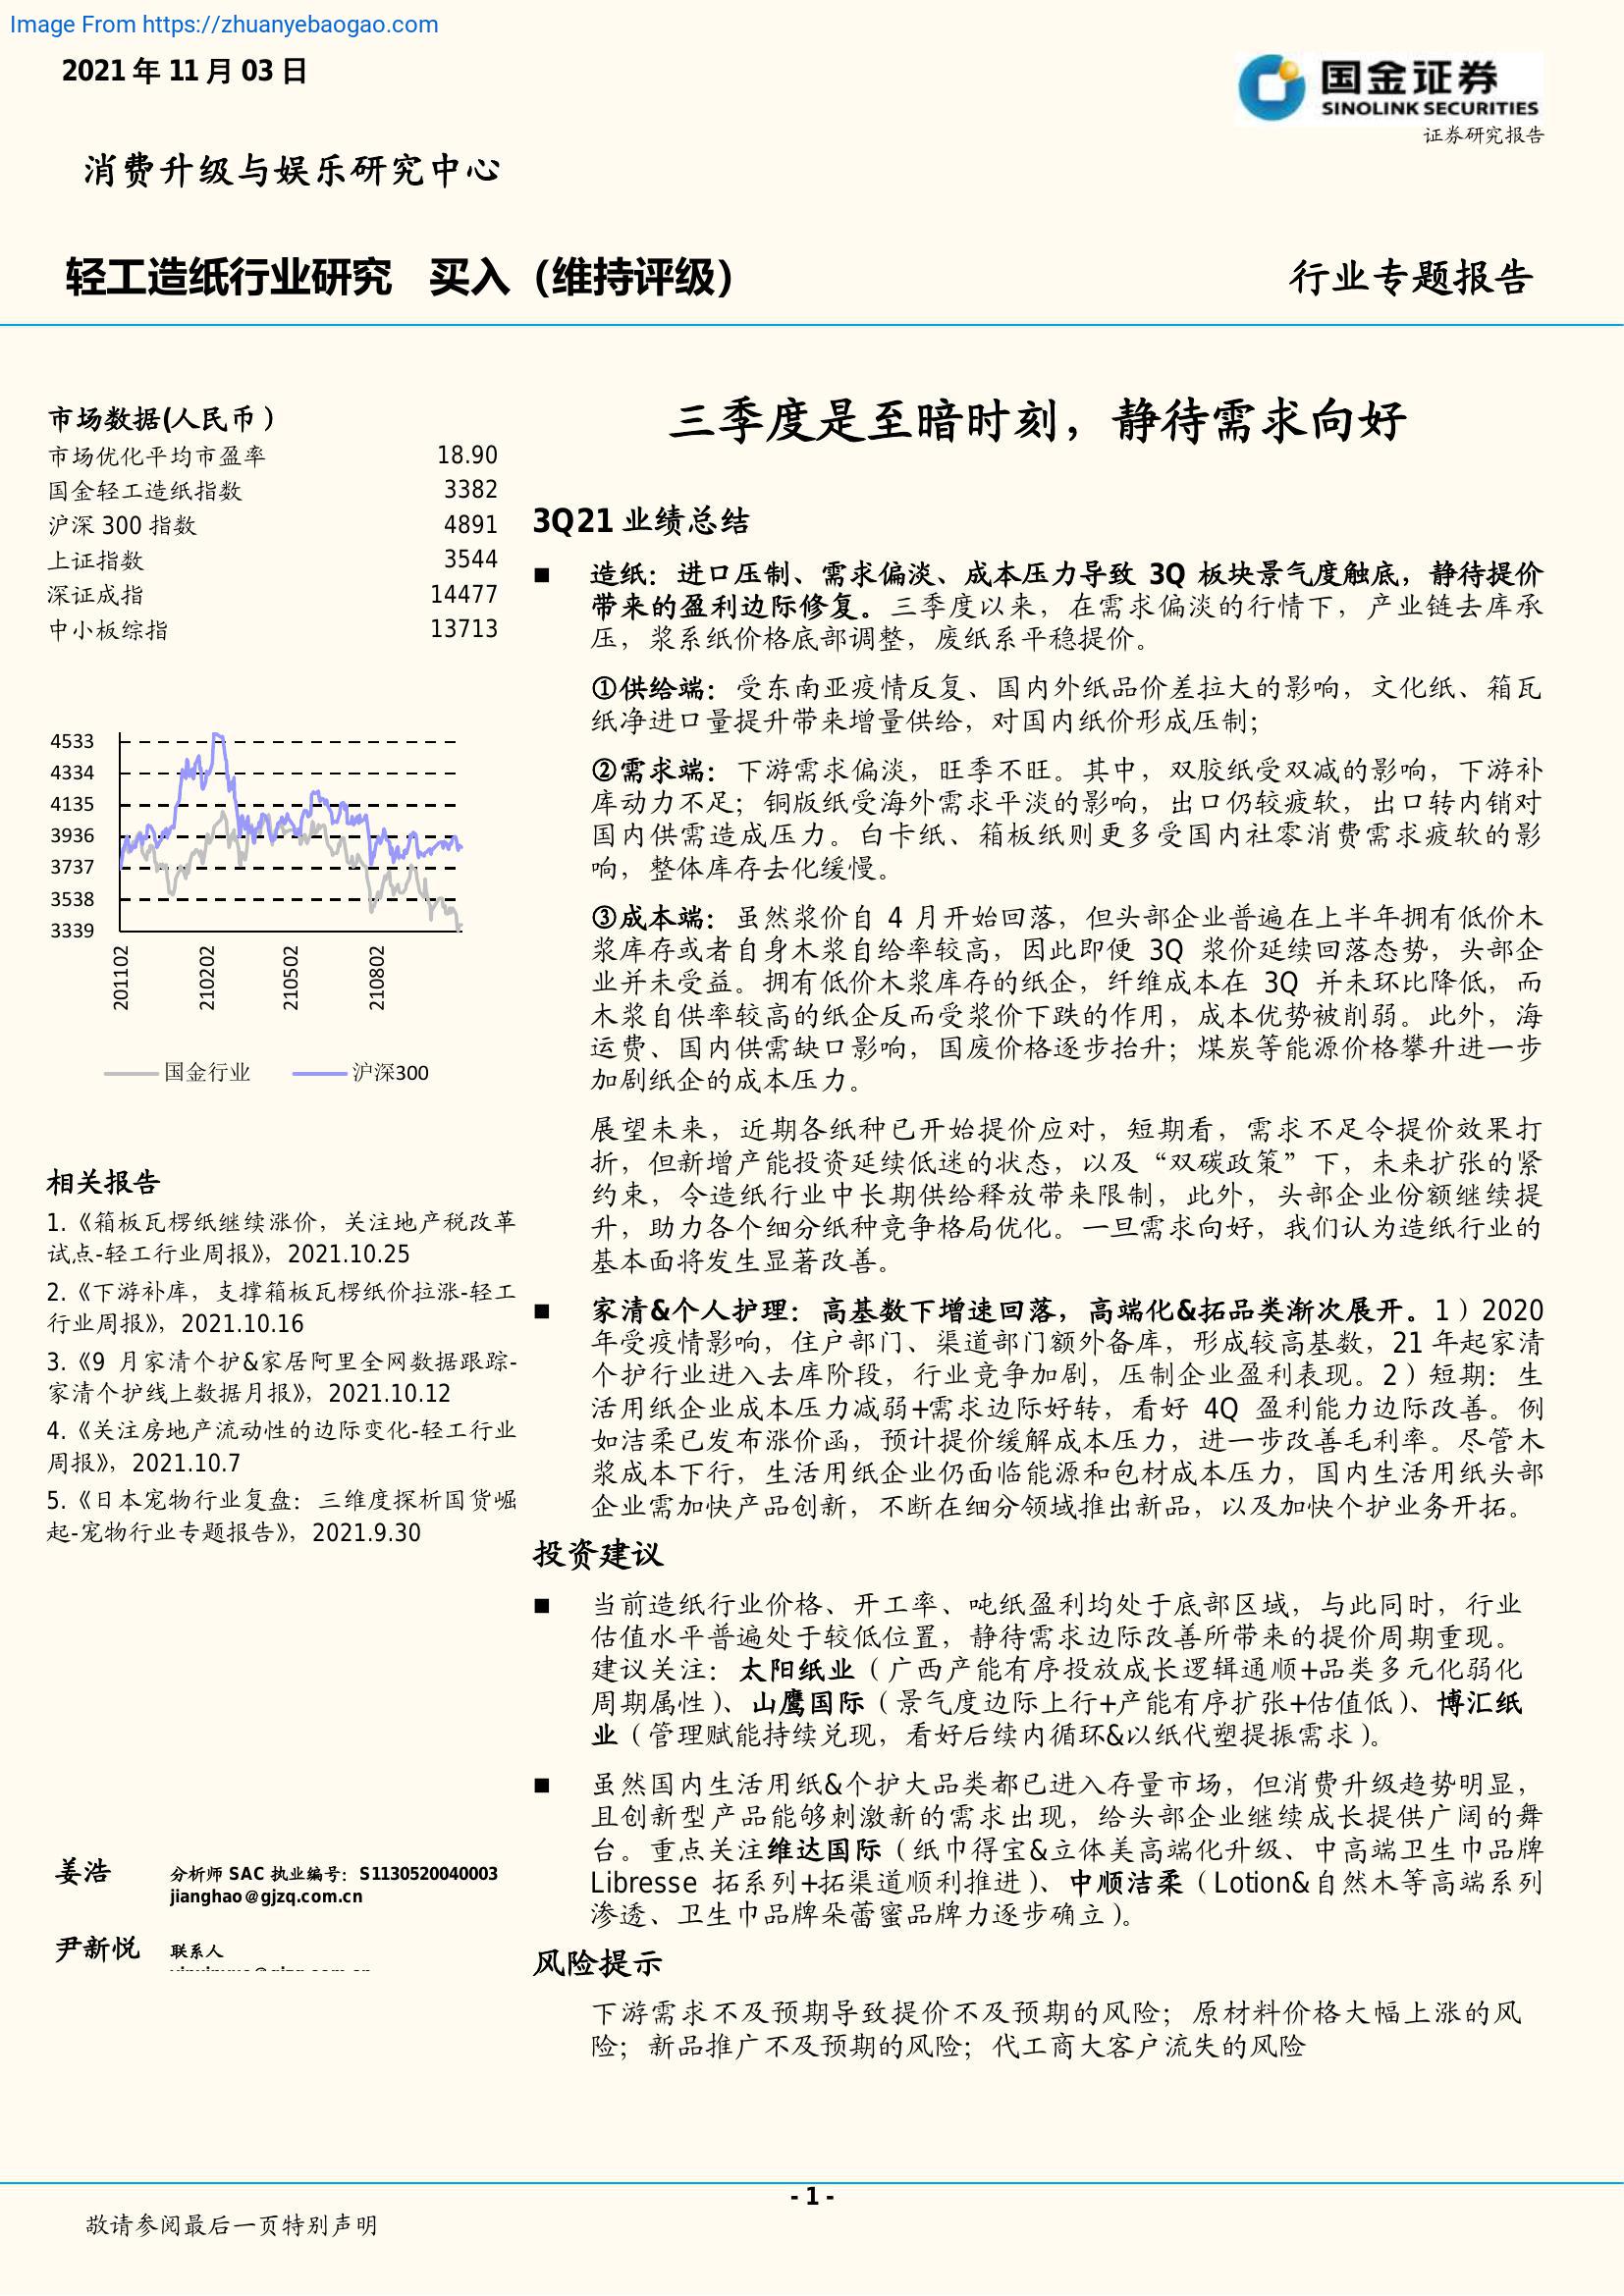 Image From https://zhuanyebaogao.com
2021 年 11 月 03 日
国金证券
SINOLINK SECURITIES
证券研究报告
消费升级与娱乐研究中心
轻工造纸行业研究 买入（维持评级）
行业专题报告
市场数据(人民币）
市场优化平均市盈率 18.90
国金轻工造纸指数 3382
沪深 300 指数 4891
上证指数 3544
深证成指 14477
中小板综指 13713
4533
4334
4135
3936
3737
3538
3339
201102
210202
210502
210802
国金行业 沪深300
相关报告
1.《箱板瓦楞纸继续涨价，关注地产税改革
试点-轻工行业周报》，2021.10.25
2.《下游补库，支撑箱板瓦楞纸价拉涨-轻工
行业周报》，2021.10.16
3.《9 月家清个护&家居阿里全网数据跟踪-
家清个护线上数据月报》，2021.10.12
4.《关注房地产流动性的边际变化-轻工行业
周报》，2021.10.7
5.《日本宠物行业复盘：三维度探析国货崛
起-宠物行业专题报告》，2021.9.30
姜浩 分析师 SAC 执业编号：S1130520040003
jianghao＠gjzq.com.cn
尹新悦 联系人
三季度是至暗时刻，静待需求向好
3Q21 业绩总结
■ 造纸：进口压制、需求偏淡、成本压力导致 3Q 板块景气度触底，静待提价
带来的盈利边际修复。三季度以来，在需求偏淡的行情下，产业链去库承
压，浆系纸价格底部调整，废纸系平稳提价。
①供给端：受东南亚疫情反复、国内外纸品价差拉大的影响，文化纸、箱瓦
纸净进口量提升带来增量供给，对国内纸价形成压制；
②需求端：下游需求偏淡，旺季不旺。其中，双胶纸受双减的影响，下游补
库动力不足；铜版纸受海外需求平淡的影响，出口仍较疲软，出口转内销对
国内供需造成压力。白卡纸、箱板纸则更多受国内社零消费需求疲软的影
响，整体库存去化缓慢。
③成本端：虽然浆价自 4 月开始回落，但头部企业普遍在上半年拥有低价木
浆库存或者自身木浆自给率较高，因此即便 3Q 浆价延续回落态势，头部企
业并未受益。拥有低价木浆库存的纸企，纤维成本在 3Q 并未环比降低，而
木浆自供率较高的纸企反而受浆价下跌的作用，成本优势被削弱。此外，海
运费、国内供需缺口影响，国废价格逐步抬升；煤炭等能源价格攀升进一步
加剧纸企的成本压力。
展望未来，近期各纸种已开始提价应对，短期看，需求不足令提价效果打
折，但新增产能投资延续低迷的状态，以及“双碳政策”下，未来扩张的紧
约束，令造纸行业中长期供给释放带来限制，此外，头部企业份额继续提
升，助力各个细分纸种竞争格局优化。一旦需求向好，我们认为造纸行业的
基本面将发生显著改善。
■ 家清&个人护理：高基数下增速回落，高端化&拓品类渐次展开。1）2020
年受疫情影响，住户部门、渠道部门额外备库，形成较高基数，21 年起家清
个护行业进入去库阶段，行业竞争加剧，压制企业盈利表现。2）短期：生
活用纸企业成本压力减弱+需求边际好转，看好 4Q 盈利能力边际改善。例
如洁柔已发布涨价函，预计提价缓解成本压力，进一步改善毛利率。尽管木
浆成本下行，生活用纸企业仍面临能源和包材成本压力，国内生活用纸头部
企业需加快产品创新，不断在细分领域推出新品，以及加快个护业务开拓。
投资建议
■ 当前造纸行业价格、开工率、吨纸盈利均处于底部区域，与此同时，行业
估值水平普遍处于较低位置，静待需求边际改善所带来的提价周期重现。
建议关注：太阳纸业（广西产能有序投放成长逻辑通顺+品类多元化弱化
周期属性）、山鹰国际（景气度边际上行+产能有序扩张+估值低）、博汇纸
业（管理赋能持续兑现，看好后续内循环&以纸代塑提振需求）。
■ 虽然国内生活用纸&个护大品类都已进入存量市场，但消费升级趋势明显，
且创新型产品能够刺激新的需求出现，给头部企业继续成长提供广阔的舞
台。重点关注维达国际（纸巾得宝&立体美高端化升级、中高端卫生巾品牌
Libresse 拓系列+拓渠道顺利推进）、中顺洁柔（Lotion&自然木等高端系列
渗透、卫生巾品牌朵蕾蜜品牌力逐步确立）。
风险提示
下游需求不及预期导致提价不及预期的风险；原材料价格大幅上涨的风
险；新品推广不及预期的风险；代工商大客户流失的风险
- 1 -
敬请参阅最后一页特别声明